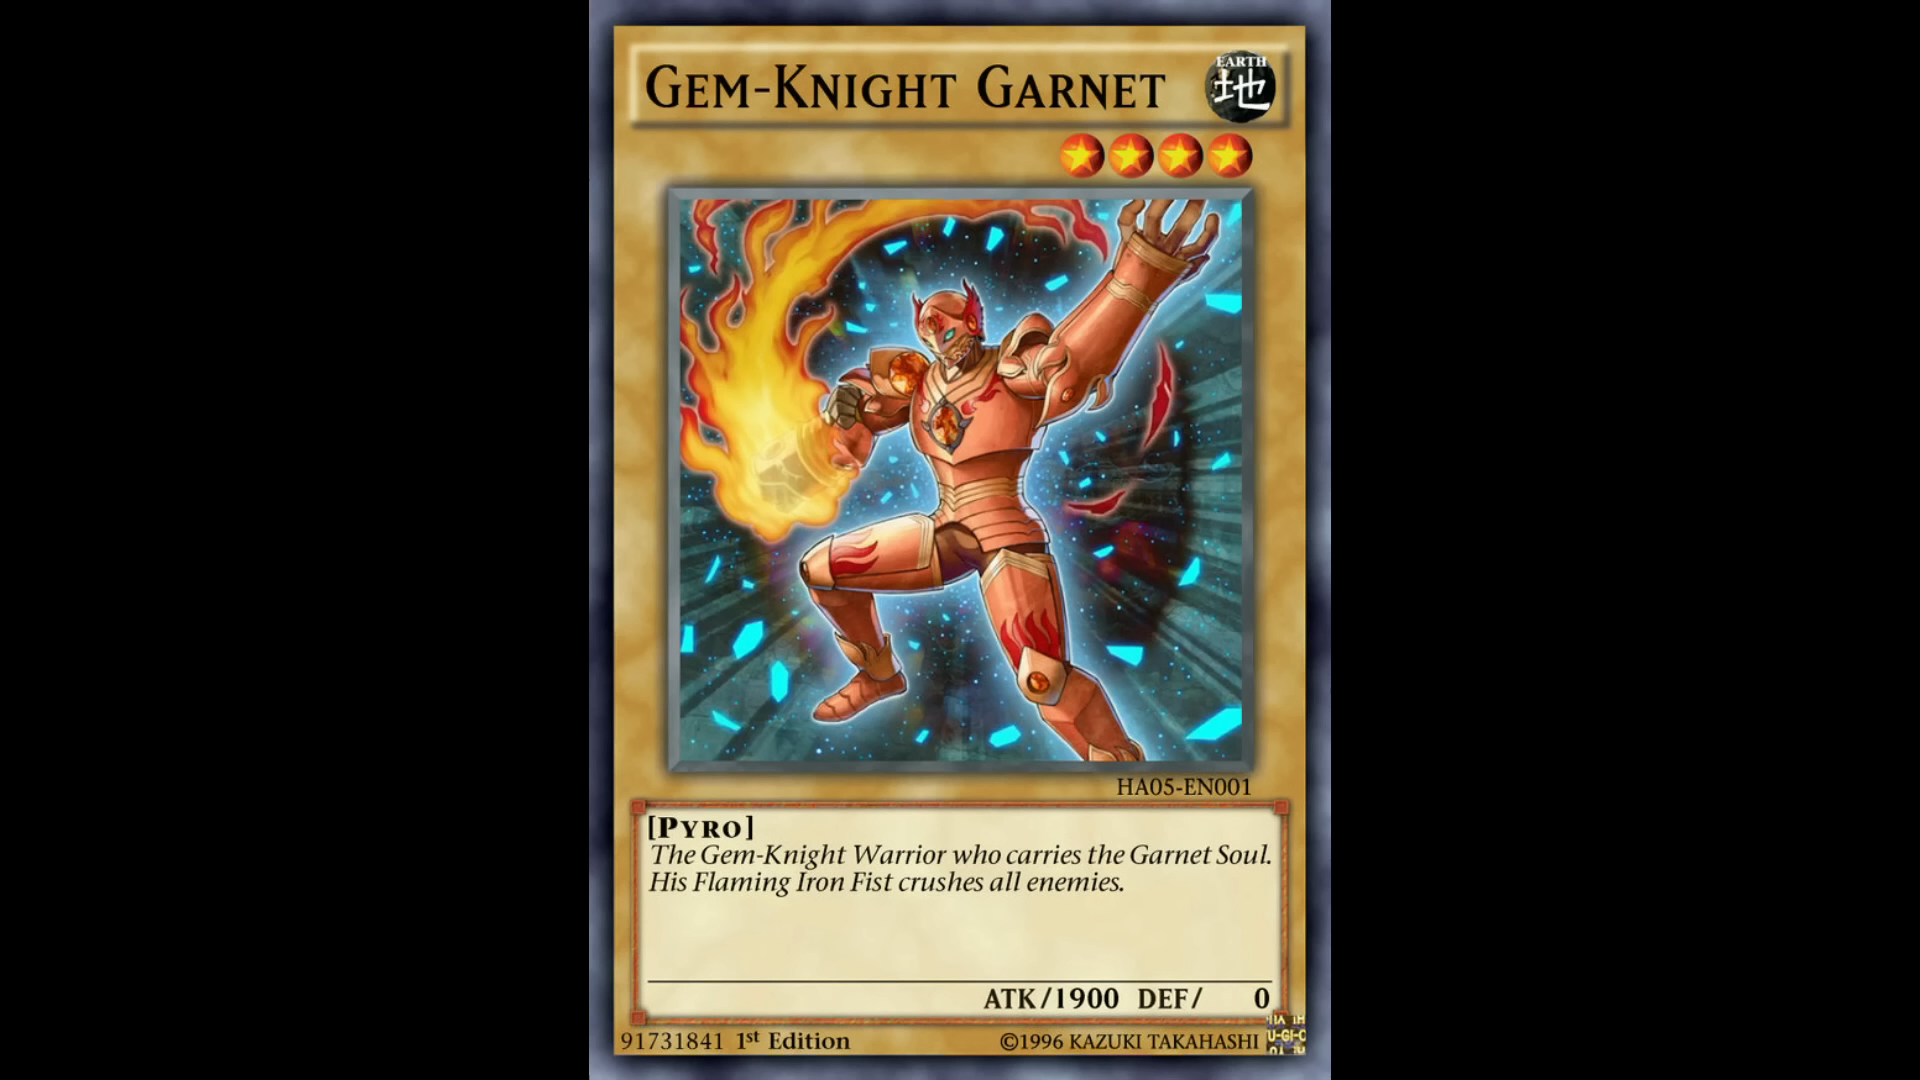 Gem-Knight Garnet
EARTH
地
HA05-EN001
[Pyro]
The Gem-Knight Warrior who carries the Garnet Soul.
His Flaming Iron Fist crushes all enemies.
ATK/1900 DEF/ 0
91731841 1st Edition ©1996 KAZUKI TAKAHASHI